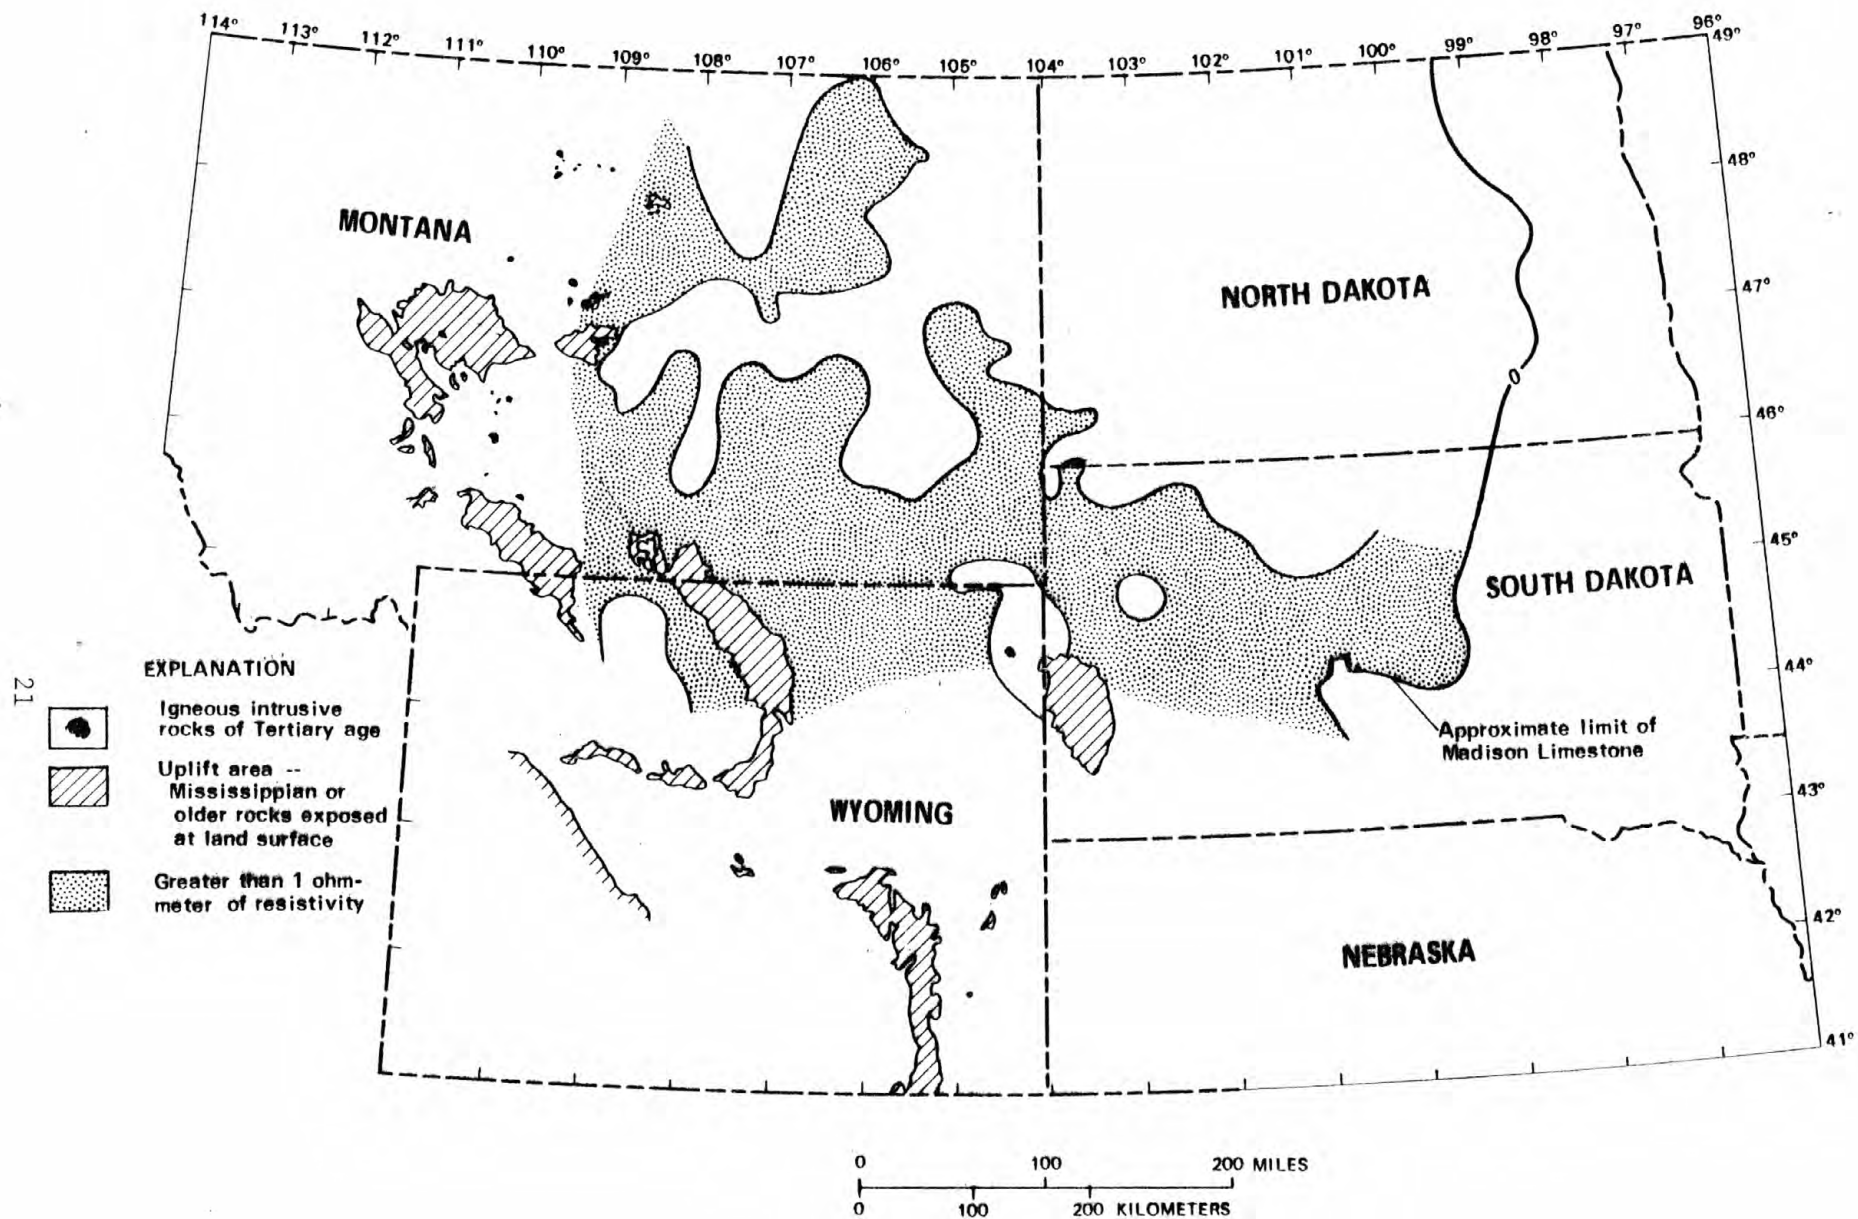 114°
113°
112°
111°
110°
109°
108°
107°
106°
105°
104°
103°
102°
101°
100°
99°
98°
97°
96°
49°
48°
MONTANA
NORTH DAKOTA
47°
0
46°
45°
SOUTH DAKOTA
44°
EXPLANATION
Igneous intrusive
rocks of Tertiary age
Uplift area --
Mississippian or
older rocks exposed
at land surface
Greater than 1 ohm-
meter of resistivity
21
Approximate limit of
Madison Limestone
43°
WYOMING
42°
NEBRASKA
41°
0 100 200 MILES
0 100 200 KILOMETERS